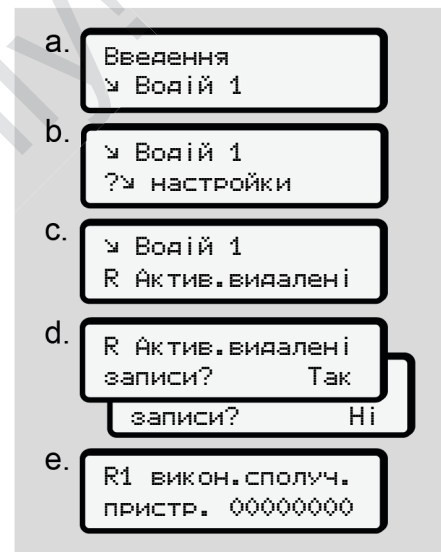 a.
Введення
↘ Водій 1
b.
↘ Водій 1
?↘ настройки
c.
↘ Водій 1
R Актив.видалені
d.
R Актив.видалені
записи? Так
записи? Ні
e.
R1 викон.сполуч.
пристр. 00000000